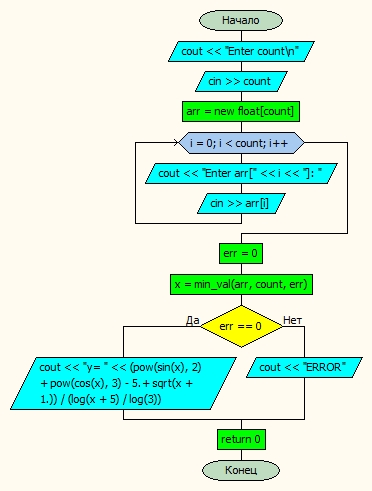 Начало
cout << "Enter count\n"
cin >> count
arr = new float[count]
i = 0; i < count; i++
cout << "Enter arr[" << i << "]: "
cin >> arr[i]
err = 0
x = min_val(arr, count, err)
Да
err == 0
Нет
cout << "y= " << (pow(sin(x), 2)
+ pow(cos(x), 3) - 5. + sqrt(x +
1.)) / (log(x + 5) / log(3))
cout << "ERROR"
return 0
Конец